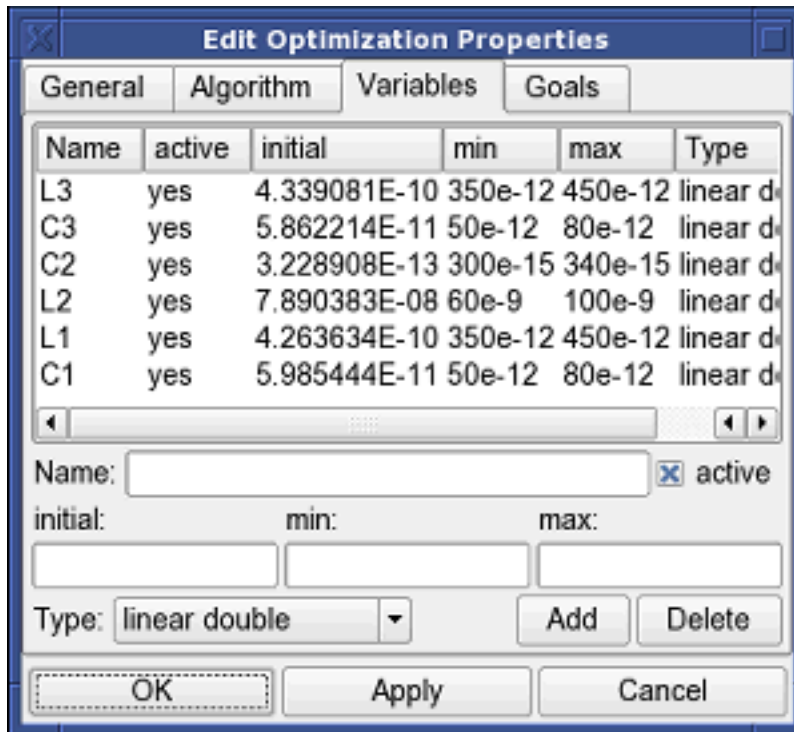 Edit Optimization Properties
General Algorithm Variables Goals
Name active initial min max Type
L3 yes 4.339081E-10 350e-12 450e-12 linear d
C3 yes 5.862214E-11 50e-12 80e-12 linear d
C2 yes 3.228908E-13 300e-15 340e-15 linear d
L2 yes 7.890383E-08 60e-9 100e-9 linear d
L1 yes 4.263634E-10 350e-12 450e-12 linear d
C1 yes 5.985444E-11 50e-12 80e-12 linear d
Name: active
initial: min: max:
Type: linear double Add Delete
OK Apply Cancel